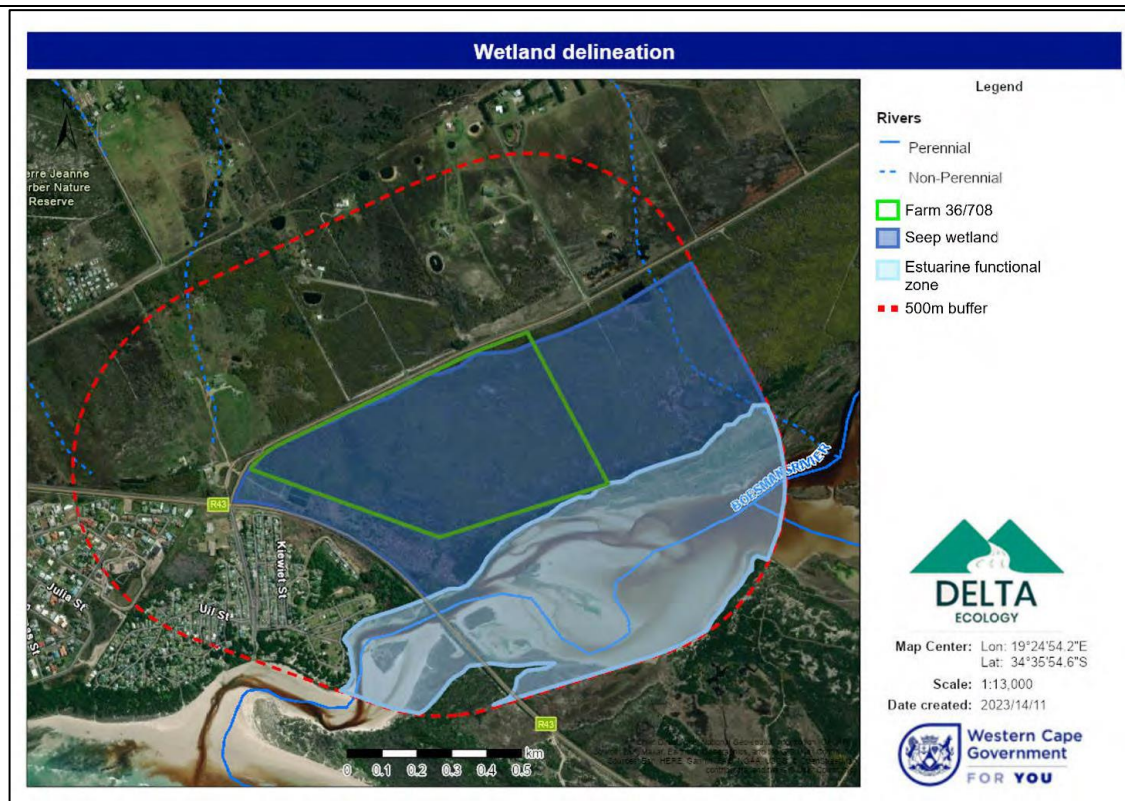 Wetland delineation
Legend
Rivers
Perennial
Non-Perennial
Farm 36/708
Seep wetland
Estuarine functional
zone
500m buffer
erre Jeanne
rber Nature
Reserve
R43
Kiewiet St
Julia St
Uil St
R43
km
0 0.1 0.2 0.3 0.4 0.5
DELTA
ECOLOGY
Map Center: Lon: 19°24'54.2"E
Lat: 34°35'54.6"S
Scale: 1:13,000
Date created: 2023/14/11
Western Cape
Government
FOR YOU